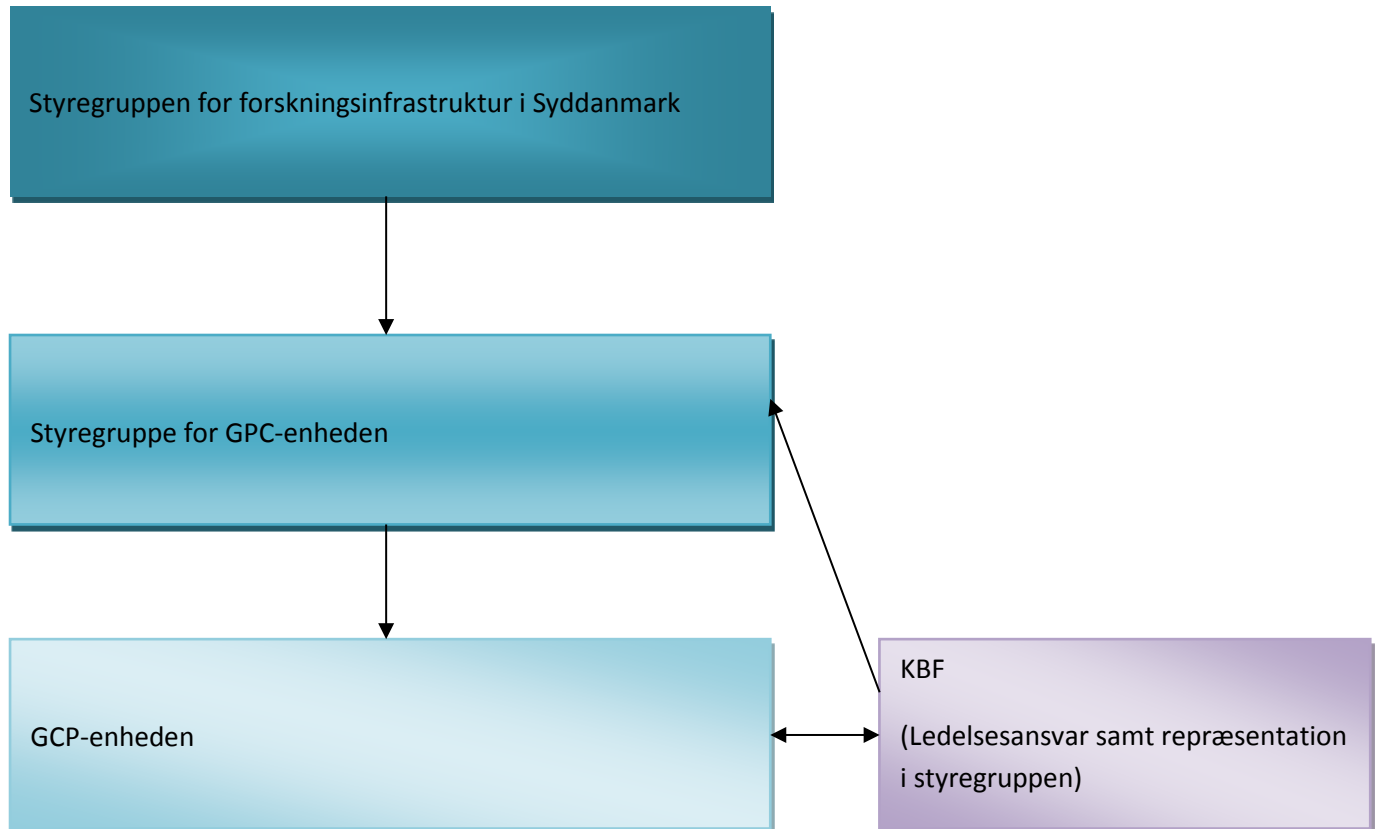 Styregruppen for forskningsinfrastruktur i Syddanmark
Styregruppe for GPC-enheden
GCP-enheden
KBF
(Ledelsesansvar samt repræsentation
i styregruppen)